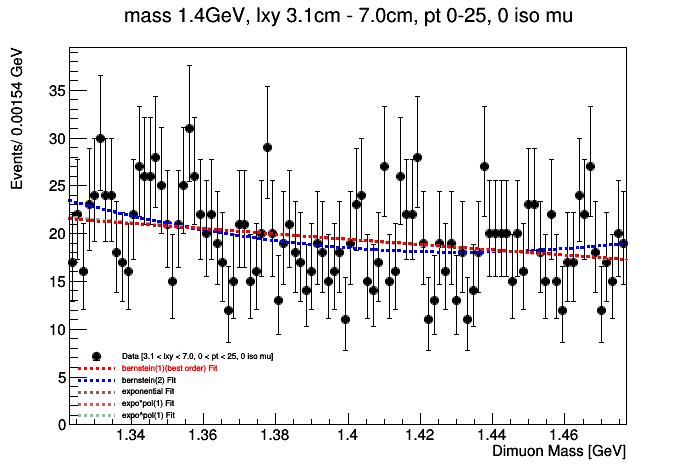 mass 1.4GeV, lxy 3.1cm - 7.0cm, pt 0-25, 0 iso mu
Events/ 0.00154 GeV
35
30
25
20
15
10
5
0
Data [3.1 < lxy < 7.0, 0 < pt < 25, 0 iso mu]
bernstein(1)(best order) Fit
bernstein(2) Fit
exponential Fit
expo*pol(1) Fit
expo^pol(1) Fit
1.34 1.36 1.38 1.4 1.42 1.44 1.46
Dimuon Mass [GeV]